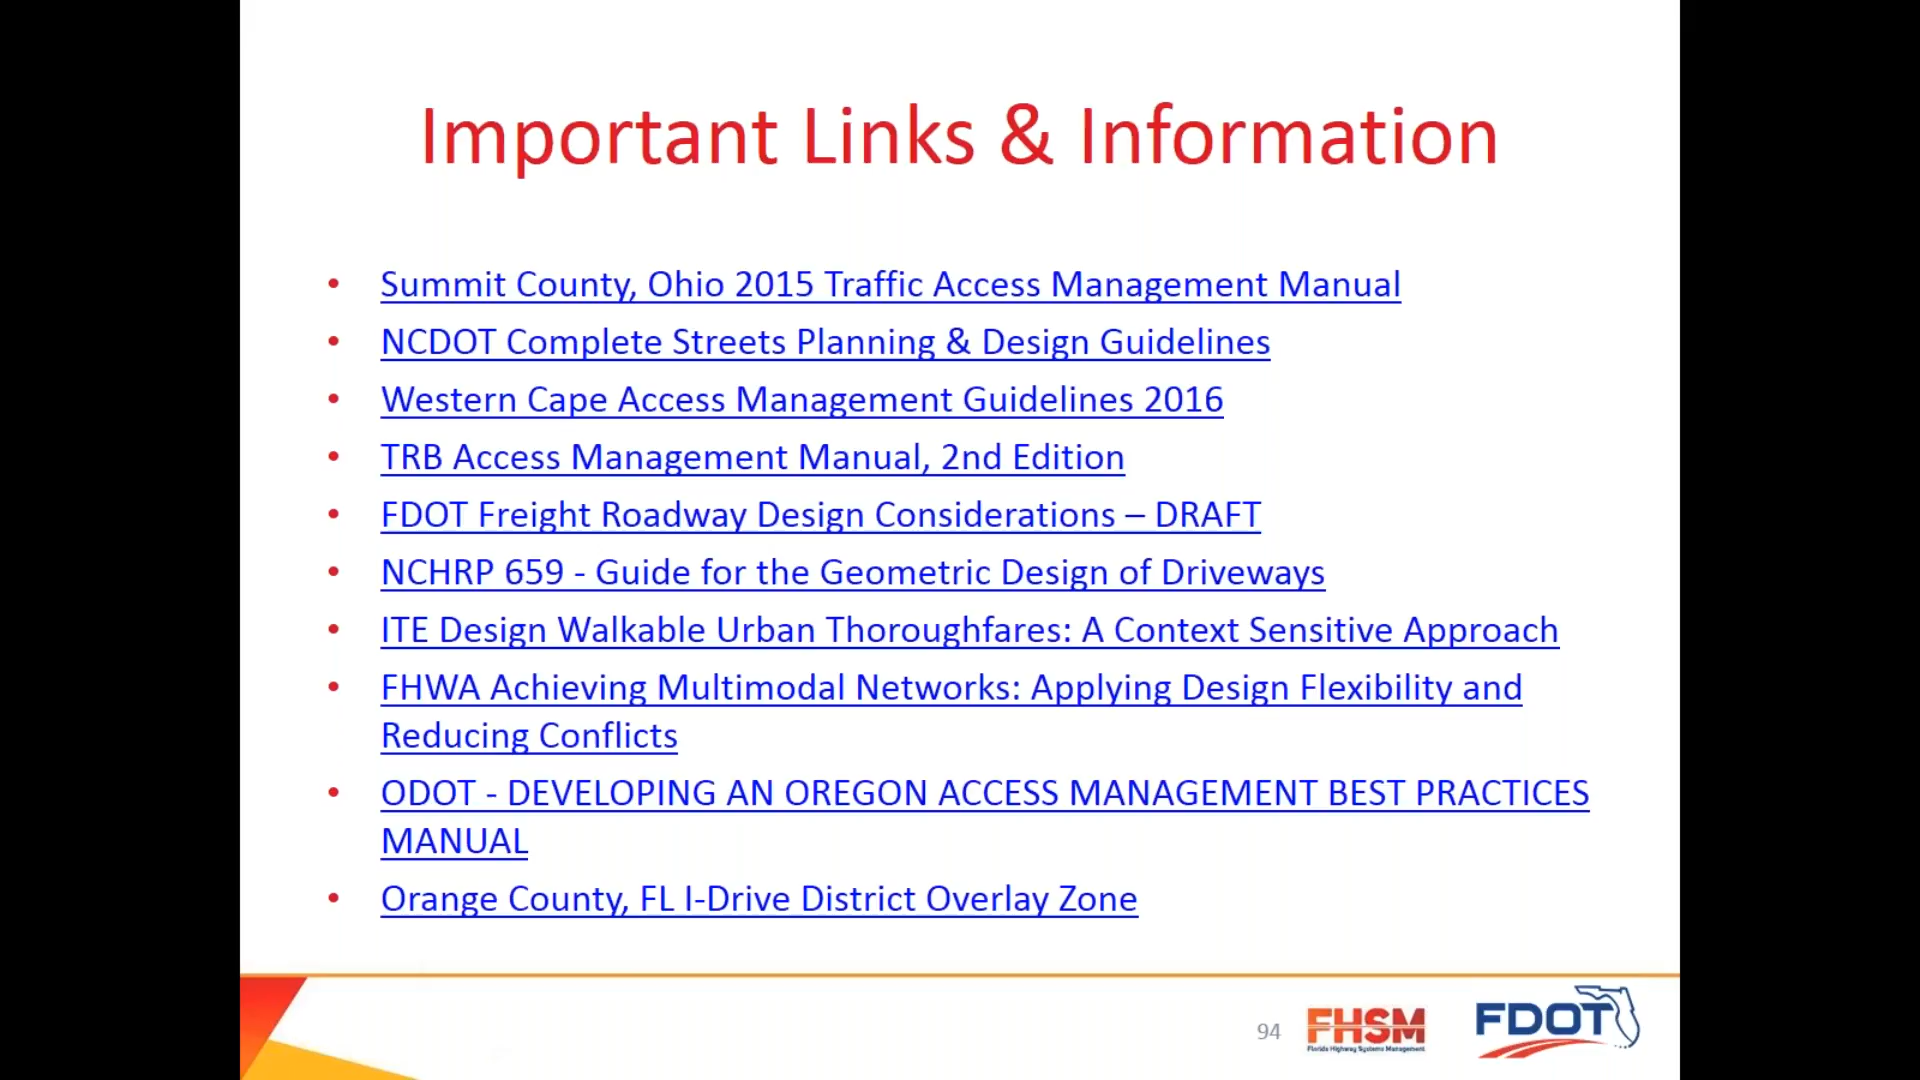 Important Links & Information
• Summit County, Ohio 2015 Traffic Access Management Manual
• NCDOT Complete Streets Planning & Design Guidelines
• Western Cape Access Management Guidelines 2016
• TRB Access Management Manual, 2nd Edition
• FDOT Freight Roadway Design Considerations – DRAFT
• NCHRP 659 - Guide for the Geometric Design of Driveways
• ITE Design Walkable Urban Thoroughfares: A Context Sensitive Approach
• FHWA Achieving Multimodal Networks: Applying Design Flexibility and
Reducing Conflicts
• ODOT - DEVELOPING AN OREGON ACCESS MANAGEMENT BEST PRACTICES
MANUAL
• Orange County, FL I-Drive District Overlay Zone
94
FHSM
Florida Highway Systems Management
FDOT